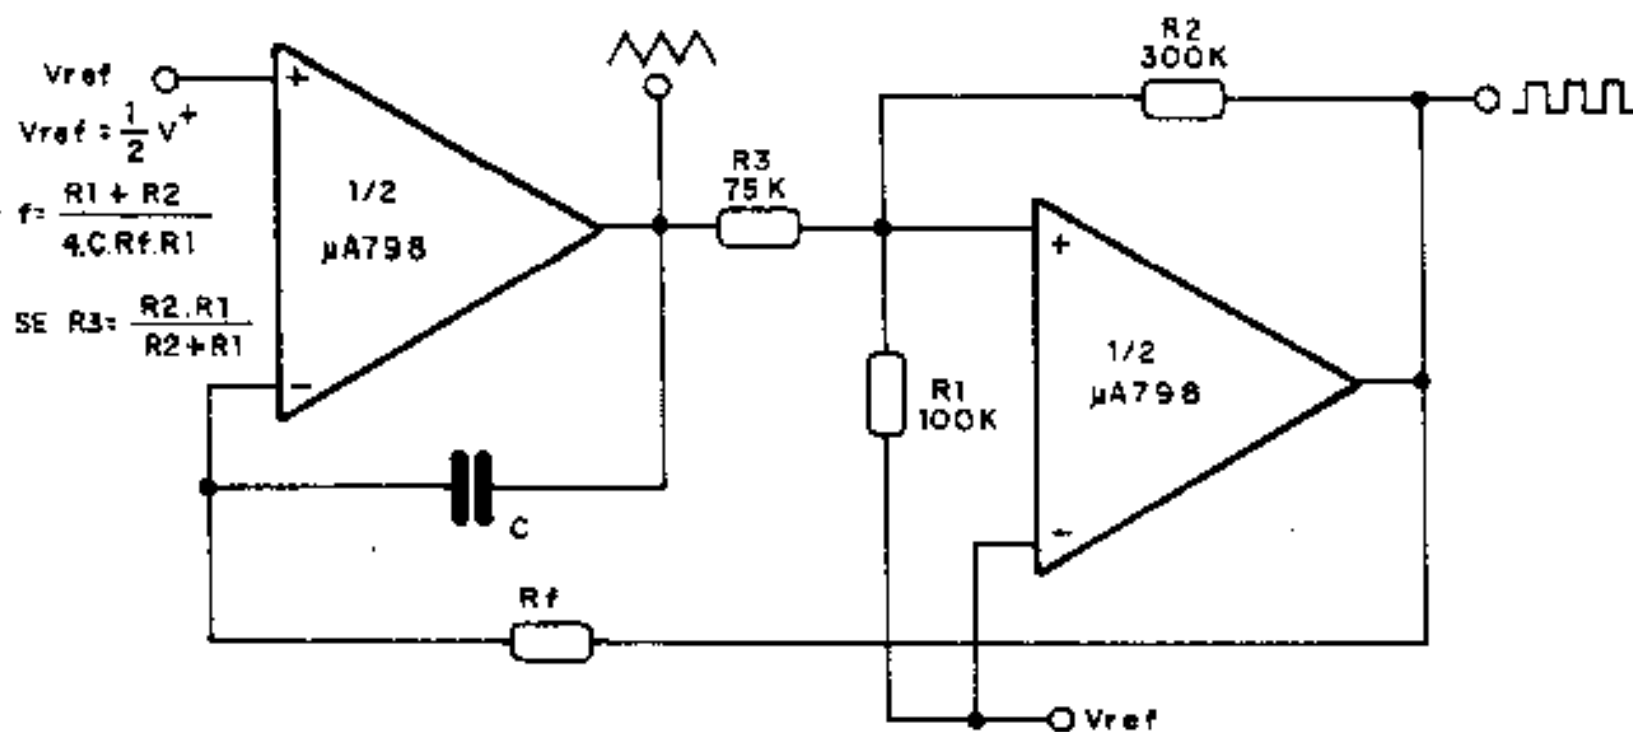 Vref
Vref = 1/2 V+
f= R1 + R2 / 4.C.Rf.R1
SE R3= R2.R1 / R2+R1
+
-
1/2
µA798
R3
75K
C
Rf
R2
300K
R1
100K
+
-
1/2
µA798
Vref